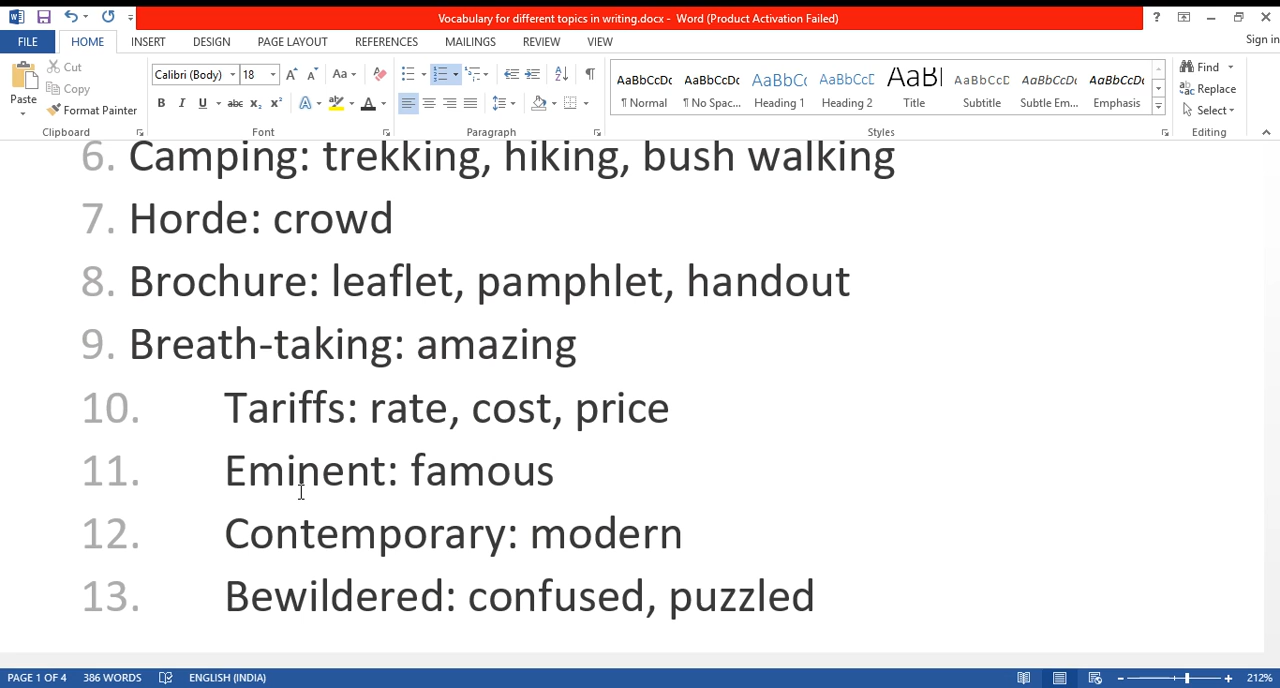 Vocabulary for different topics in writing.docx - Word (Product Activation Failed)
FILE HOME INSERT DESIGN PAGE LAYOUT REFERENCES MAILINGS REVIEW VIEW Sign in
Paste
Cut
Copy
Format Painter
Calibri (Body) 18
AaBbCcDc AaBbCcDc AaBbCc AaBbCcD
¶ Normal ¶ No Spac... Heading 1 Heading 2 Title Subtitle Subtle Em... Emphasis
Find
Replace
Select
Clipboard Font Paragraph Styles Editing
6. Camping: trekking, hiking, bush walking
7. Horde: crowd
8. Brochure: leaflet, pamphlet, handout
9. Breath-taking: amazing
10. Tariffs: rate, cost, price
11. Eminent: famous
12. Contemporary: modern
13. Bewildered: confused, puzzled
PAGE 1 OF 4 386 WORDS ENGLISH (INDIA) 212%